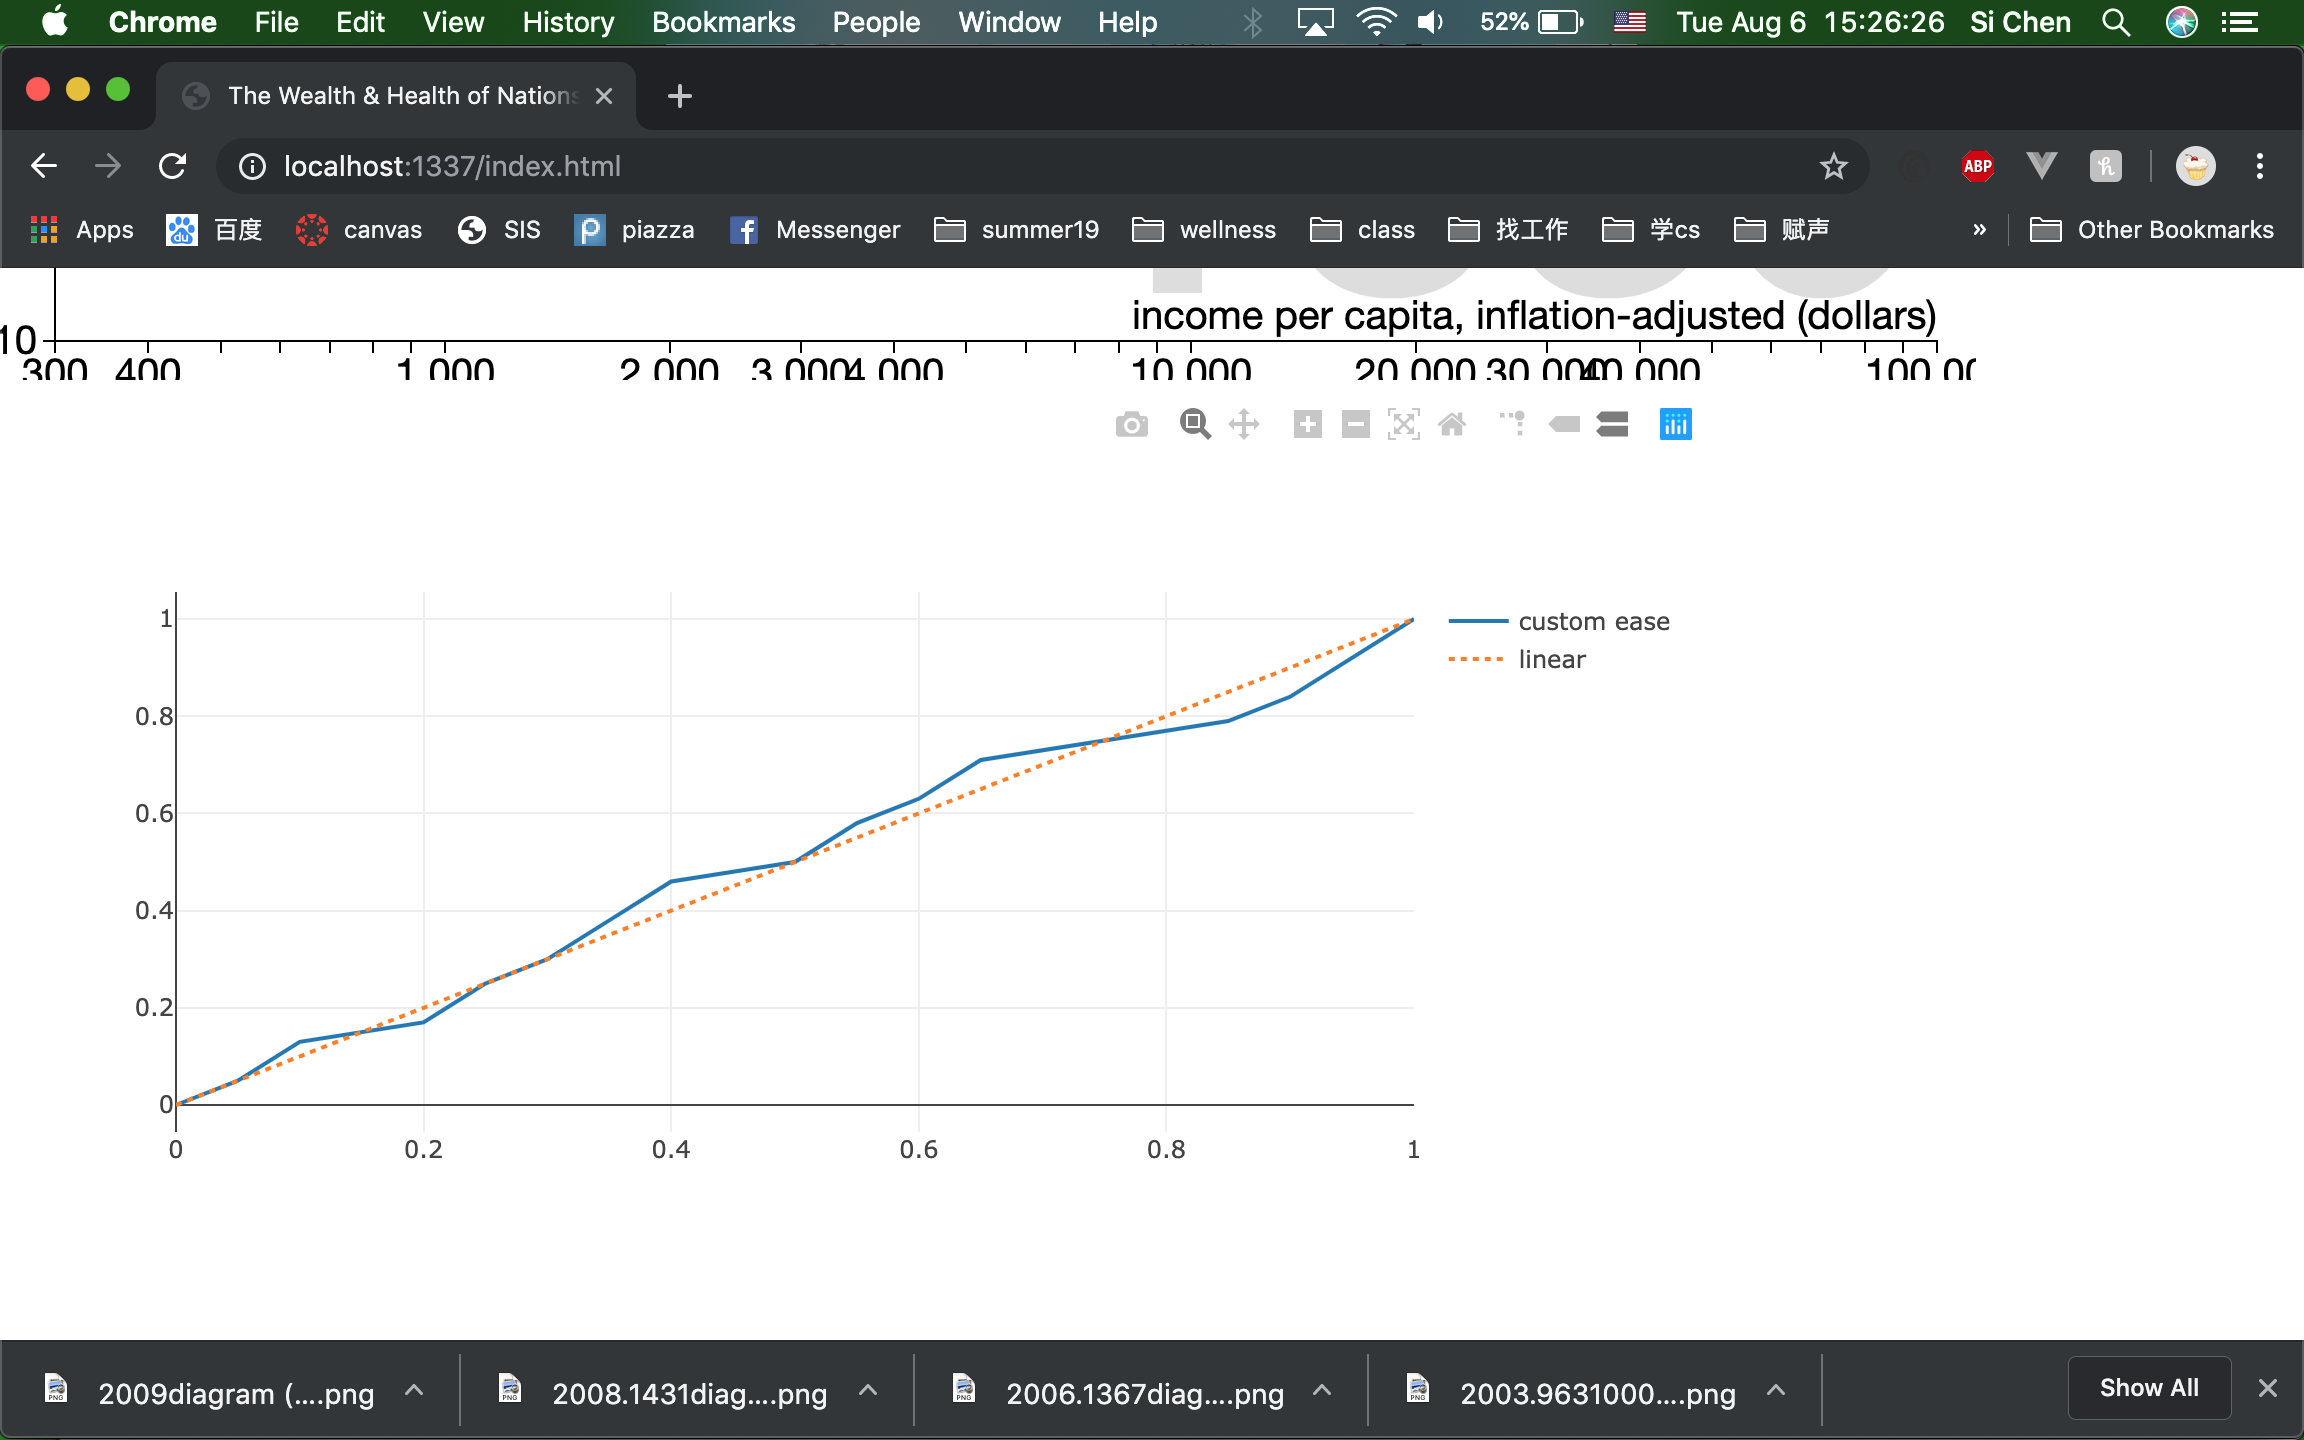 Chrome File Edit View History Bookmarks People Window Help 52% Tue Aug 6 15:26:26 Si Chen
The Wealth & Health of Nations
localhost:1337/index.html
ABP
Apps du 百度 canvas SIS piazza Messenger summer19 wellness class 找工作 学cs 赋声 » Other Bookmarks
income per capita, inflation-adjusted (dollars)
10
300 400 1 000 2 000 3 000 4 000 10 000 20 000 30 000 40 000 100 00
custom ease
linear
1
0.8
0.6
0.4
0.2
0
0 0.2 0.4 0.6 0.8 1
2009diagram (....png 2008.1431diag....png 2006.1367diag....png 2003.9631000....png Show All